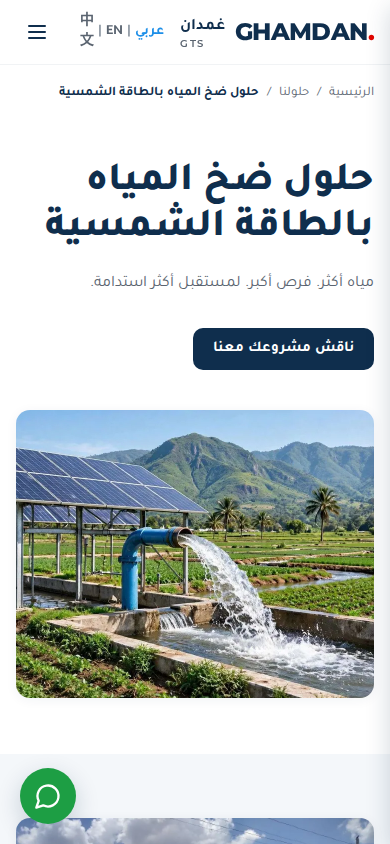 GHAMDAN.
غمدان
GTS
عربي | EN | 中文
الرئيسية / حلولنا / حلول ضخ المياه بالطاقة الشمسية
حلول ضخ المياه
بالطاقة الشمسية
مياه أكثر. فرص أكبر. لمستقبل أكثر استدامة.
ناقش مشروعك معنا